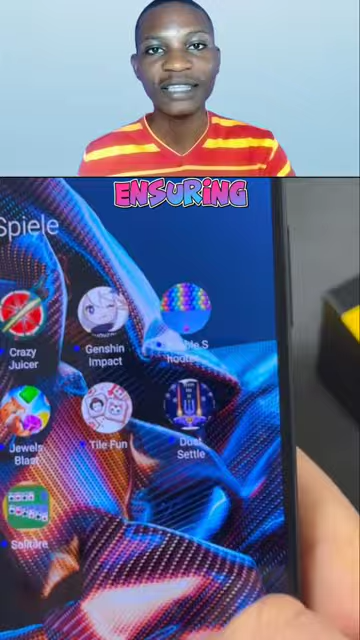 ENSURING
Spiele
Crazy
Juicer
Genshin
Impact
Jewels
Blast
Tile Fun
Dust
Settle
Solitaire